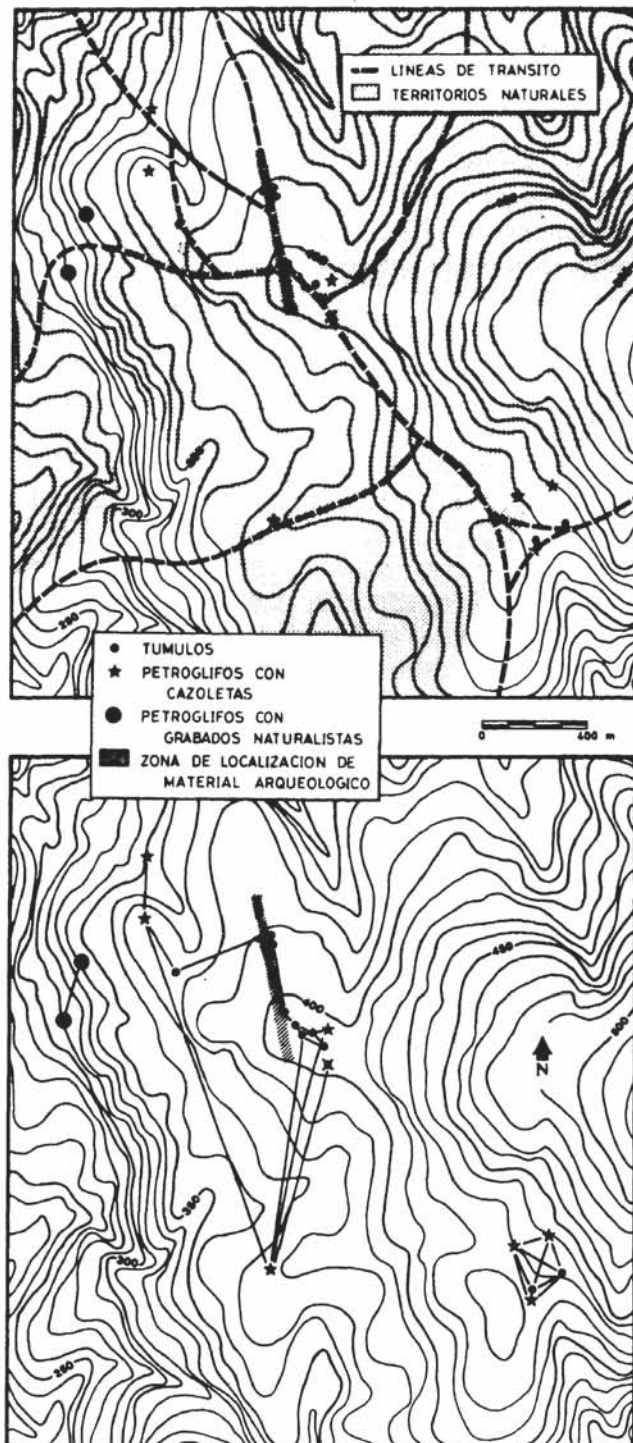 LINEAS DE TRANSITO
TERRITORIOS NATURALES
300
250
TUMULOS
PETROGLIFOS CON
CAZOLETAS
PETROGLIFOS CON
GRABADOS NATURALISTAS
ZONA DE LOCALIZACION DE
MATERIAL ARQUEOLOGICO
0 400 m
450
400
500
N
350
300
250